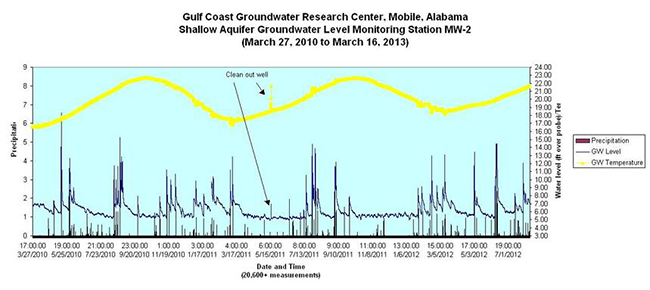 Gulf Coast Groundwater Research Center, Mobile, Alabama
Shallow Aquifer Groundwater Level Monitoring Station MW-2
(March 27, 2010 to March 16, 2013)
Clean out well
9
8
7
6
5
4
3
2
1
0
Precipitati
24.00
23.00
22.00
21.00
20.00
19.00
18.00
17.00
16.00
15.00
14.00
13.00
12.00
11.00
10.00
9.00
8.00
7.00
6.00
5.00
4.00
3.00
Water level (ft over probe)/Ter
Precipitation
GW Level
GW Temperature
17:00:00 19:00:00 21:00:00 23:00:00 1:00:00 3:00:00 4:00:00 6:00:00 7:00:00 9:00:00 11:00:00 13:00:00 15:00:00 17:00:00 19:00:00
3/27/2010 5/25/2010 7/23/2010 9/20/2010 11/19/2010 1/17/2011 3/17/2011 5/15/2011 7/13/2011 9/10/2011 11/8/2011 1/6/2012 3/5/2012 5/3/2012 7/1/2012
Date and Time
(20,600+ measurements)